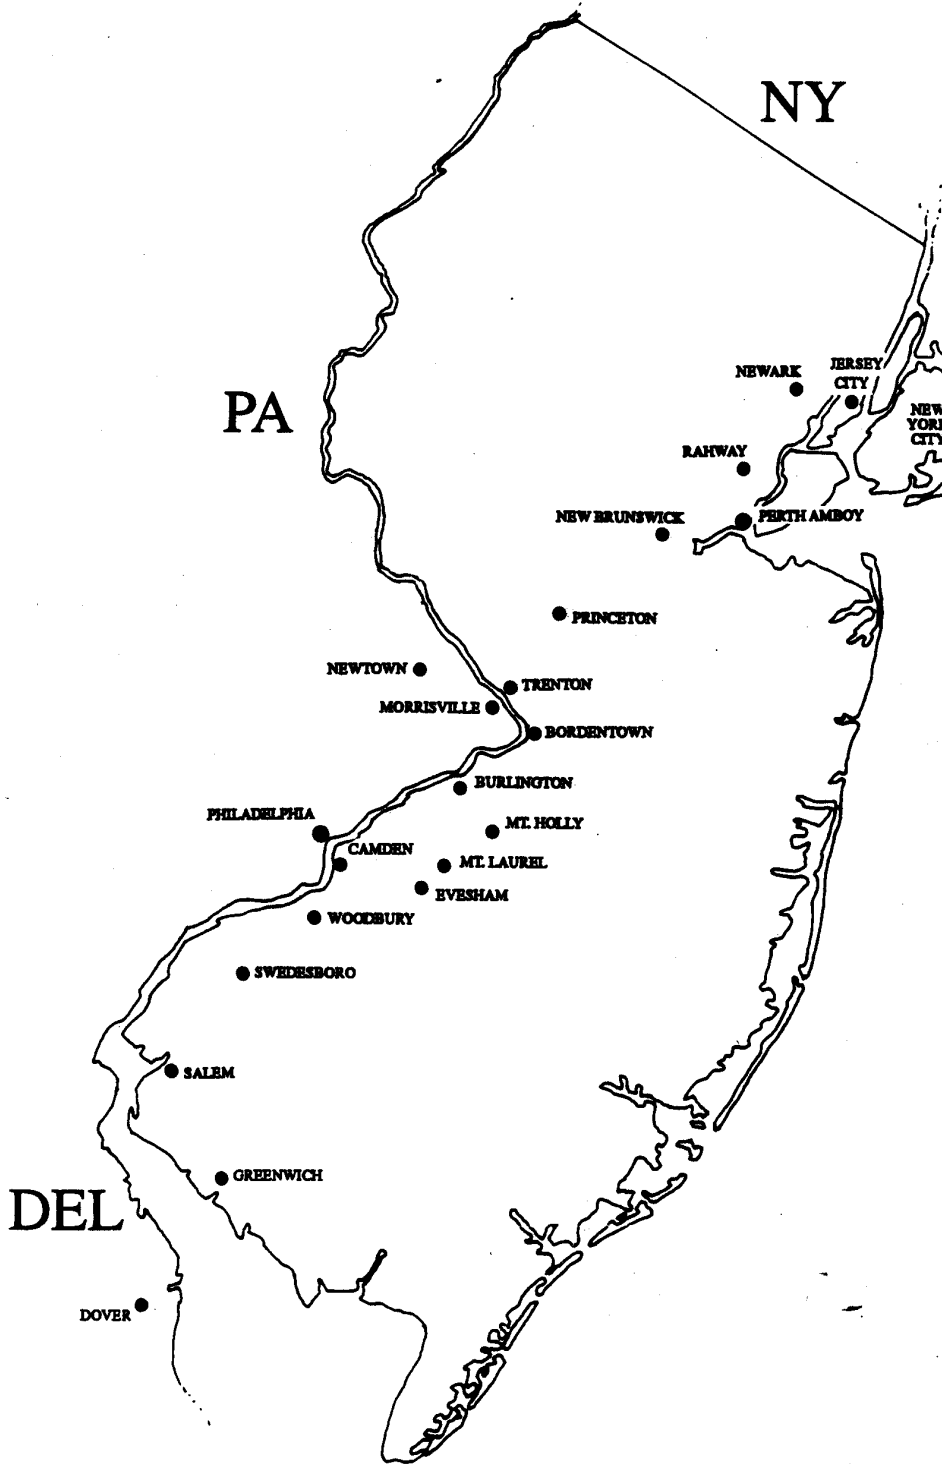 NY
NEWARK
JERSEY
CITY
PA
NEW
YORK
CITY
RAHWAY
NEW BRUNSWICK
PERTH AMBOY
PRINCETON
NEWTOWN
TRENTON
MORRISVILLE
BORDENTOWN
BURLINGTON
PHILADELPHIA
MT. HOLLY
CAMDEN
MT. LAUREL
EVESHAM
WOODBURY
SWEDESBORO
SALEM
GREENWICH
DEL
DOVER